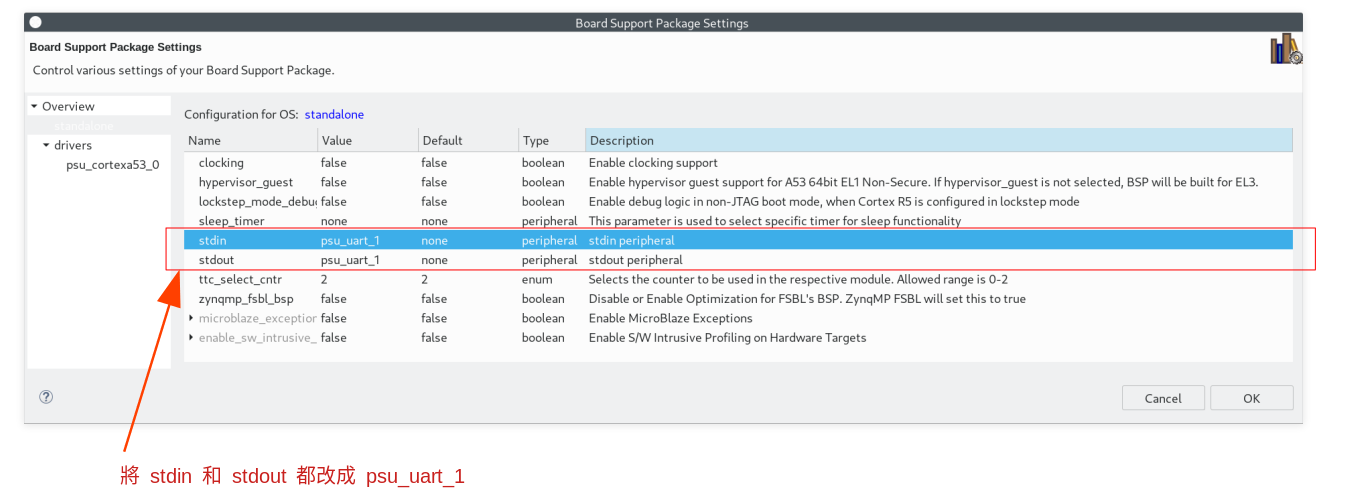 Board Support Package Settings
Board Support Package Settings
Control various settings of your Board Support Package.
Overview
standalone
drivers
psu_cortexa53_0
Configuration for OS: standalone
Name Value Default Type Description
clocking false false boolean Enable clocking support
hypervisor_guest false false boolean Enable hypervisor guest support for A53 64bit EL1 Non-Secure. If hypervisor_guest is not selected, BSP will be built for EL3.
lockstep_mode_debug false false boolean Enable debug logic in non-JTAG boot mode, when Cortex R5 is configured in lockstep mode
sleep_timer none none peripheral This parameter is used to select specific timer for sleep functionality
stdin psu_uart_1 none peripheral stdin peripheral
stdout psu_uart_1 none peripheral stdout peripheral
ttc_select_cntr 2 2 enum Selects the counter to be used in the respective module. Allowed range is 0-2
zynqmp_fsbl_bsp false false boolean Disable or Enable Optimization for FSBL's BSP. ZynqMP FSBL will set this to true
microblaze_exception false false boolean Enable MicroBlaze Exceptions
enable_sw_intrusive_ false false boolean Enable S/W Intrusive Profiling on Hardware Targets
Cancel OK
將 stdin 和 stdout 都改成 psu_uart_1